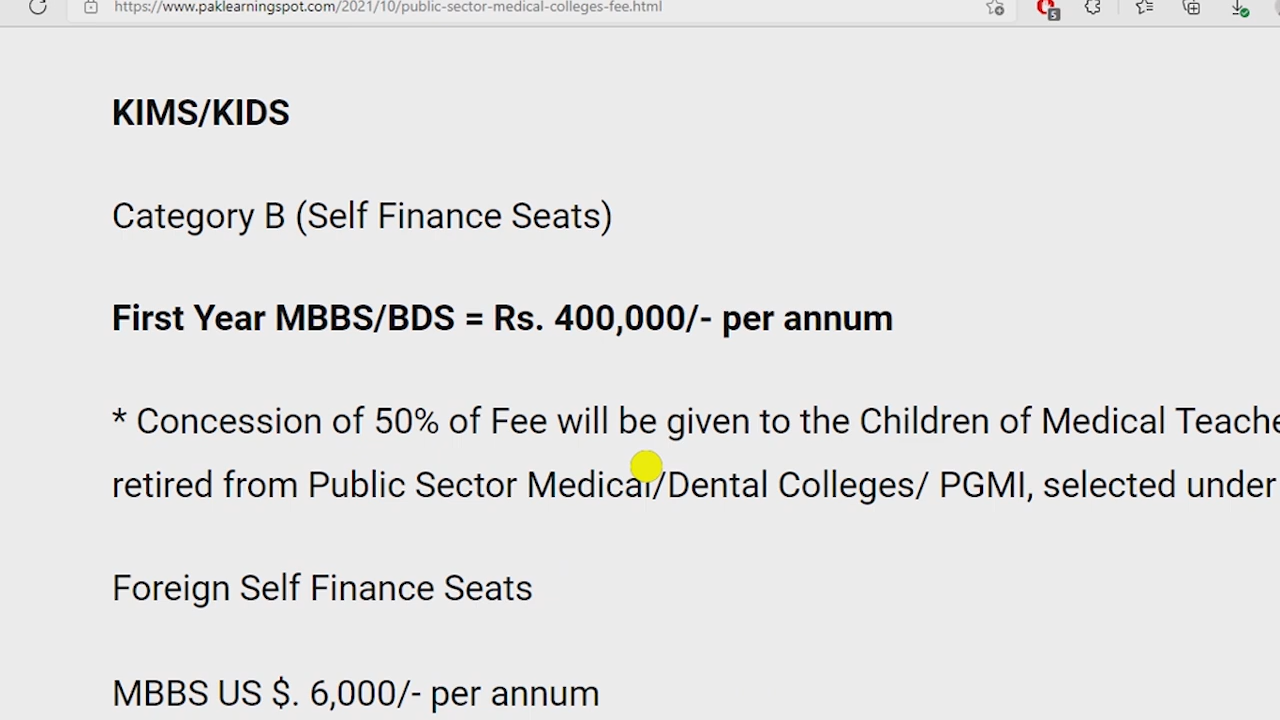 https://www.paklearningspot.com/2021/10/public-sector-medical-colleges-fee.html
5
KIMS/KIDS
Category B (Self Finance Seats)
First Year MBBS/BDS = Rs. 400,000/- per annum
* Concession of 50% of Fee will be given to the Children of Medical Teache
retired from Public Sector Medical/Dental Colleges/ PGMI, selected under
Foreign Self Finance Seats
MBBS US $. 6,000/- per annum